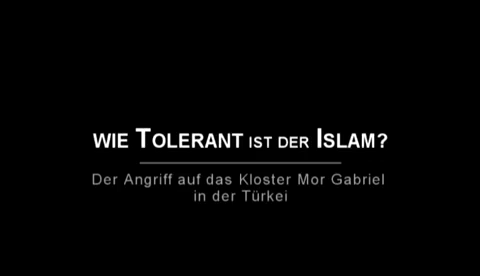 WIE TOLERANT IST DER ISLAM?
Der Angriff auf das Kloster Mor Gabriel
in der Türkei